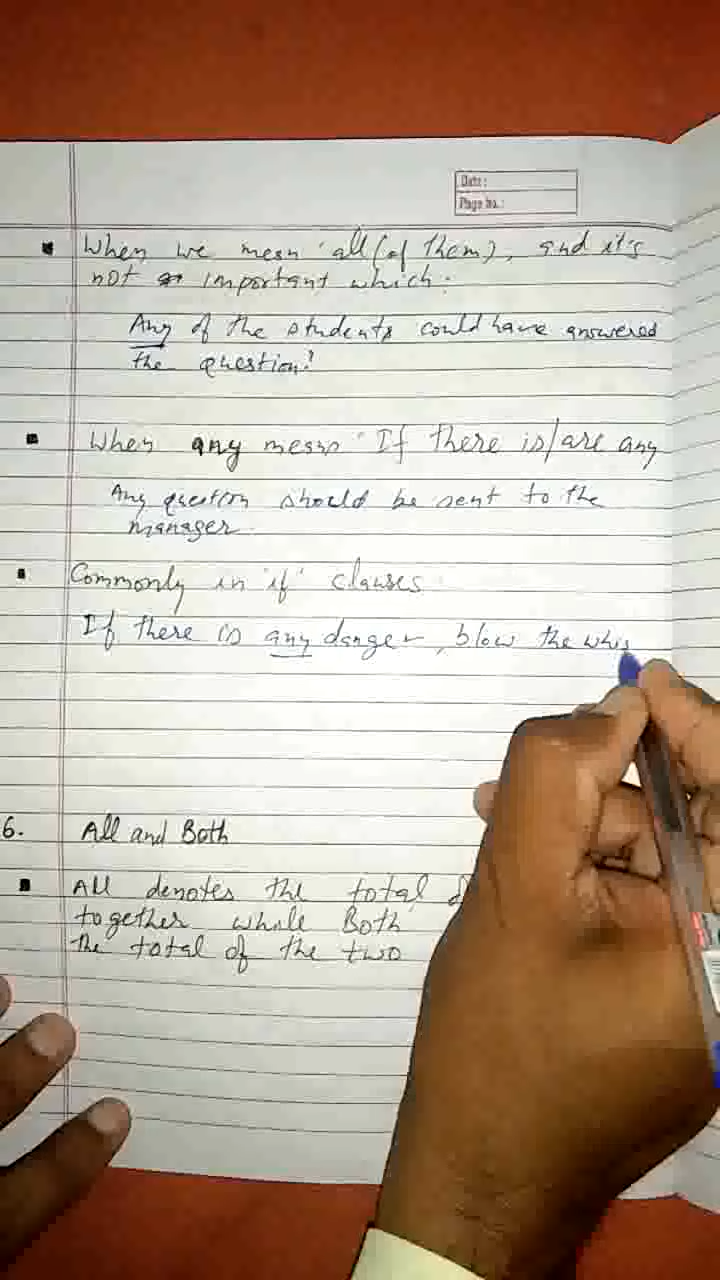 Date:
Page No.:
When we mean 'all (of them), and it's
not important which.
Any of the students could have answered
the question?
When any means 'If there is/are any
Any question should be sent to the
manager.
Commonly in "if" clauses.
If there is any danger, blow the whis
6. All and Both
All denotes the total
together whole Both
the total of the two